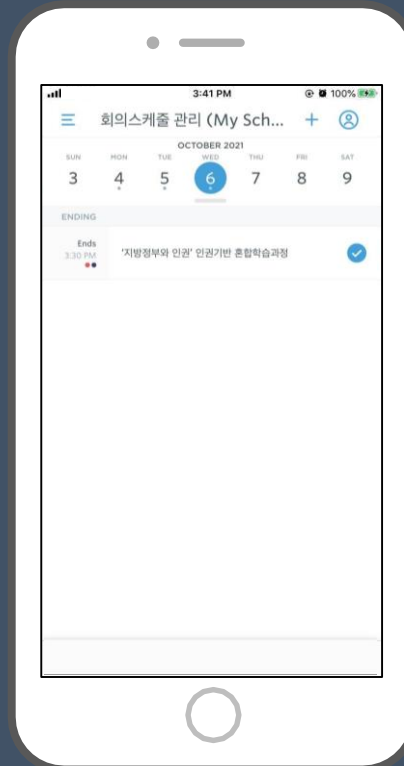 3:41 PM 100%
회의스케줄 관리 (My Sch... +
OCTOBER 2021
SUN MON TUE WED THU FRI SAT
3 4 5 6 7 8 9
ENDING
Ends
3:30 PM
'지방정부와 인권' 인권기반 혼합학습과정